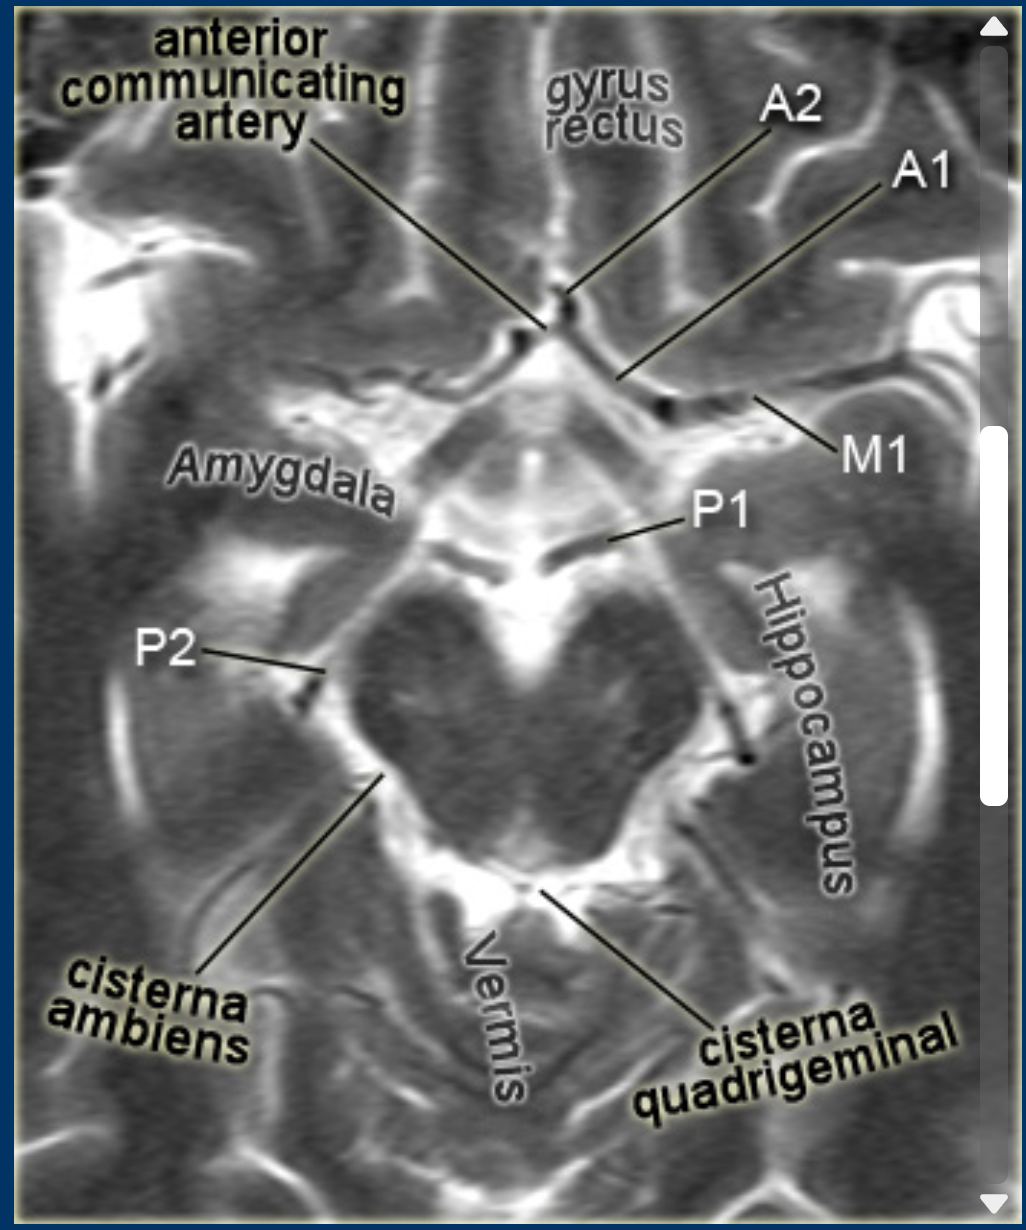 anterior
communicating
artery
gyrus
rectus
A2
A1
M1
Amygdala
P1
Hippocampus
P2
cisterna
ambiens
Vermis
cisterna
quadrigeminal